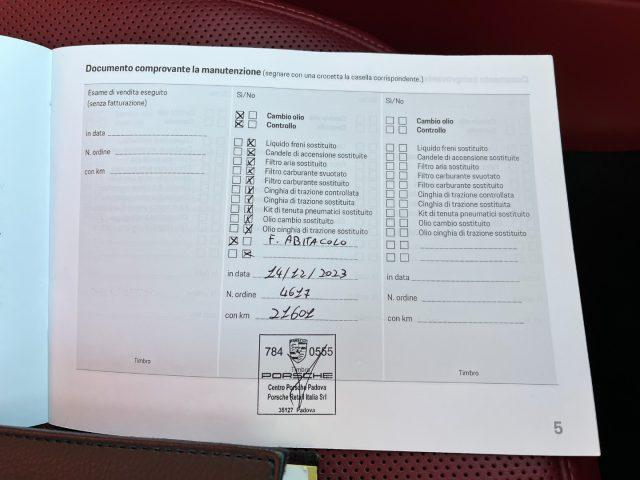 Documento comprovante la manutenzione (segnare con una crocetta la casella corrispondente.)
Esame di vendita eseguito
(senza fatturazione)
in data
N. ordine
con km
Timbro
Sì/No
Cambio olio
Controllo
Liquido freni sostituito
Candele di accensione sostituite
Filtro aria sostituito
Filtro carburante svuotato
Filtro carburante sostituito
Cinghia di trazione controllata
Cinghia di trazione sostituita
Kit di tenuta pneumatici sostituito
Olio cambio sostituito
Olio cinghia di trazione sostituito
F. ABITACOLO
in data 14/12/2023
N. ordine 4617
con km 21601
784 0555
Timbro
PORSCHE
Centro Porsche Padova
Porsche Retail Italia Srl
35127 Padova
Sì/No
Cambio olio
Controllo
Liquido freni sostituito
Candele di accensione sostituite
Filtro aria sostituito
Filtro carburante svuotato
Filtro carburante sostituito
Cinghia di trazione controllata
Cinghia di trazione sostituita
Kit di tenuta pneumatici sostituito
Olio cambio sostituito
Olio cinghia di trazione sostituito
in data
N. ordine
con km
Timbro
5